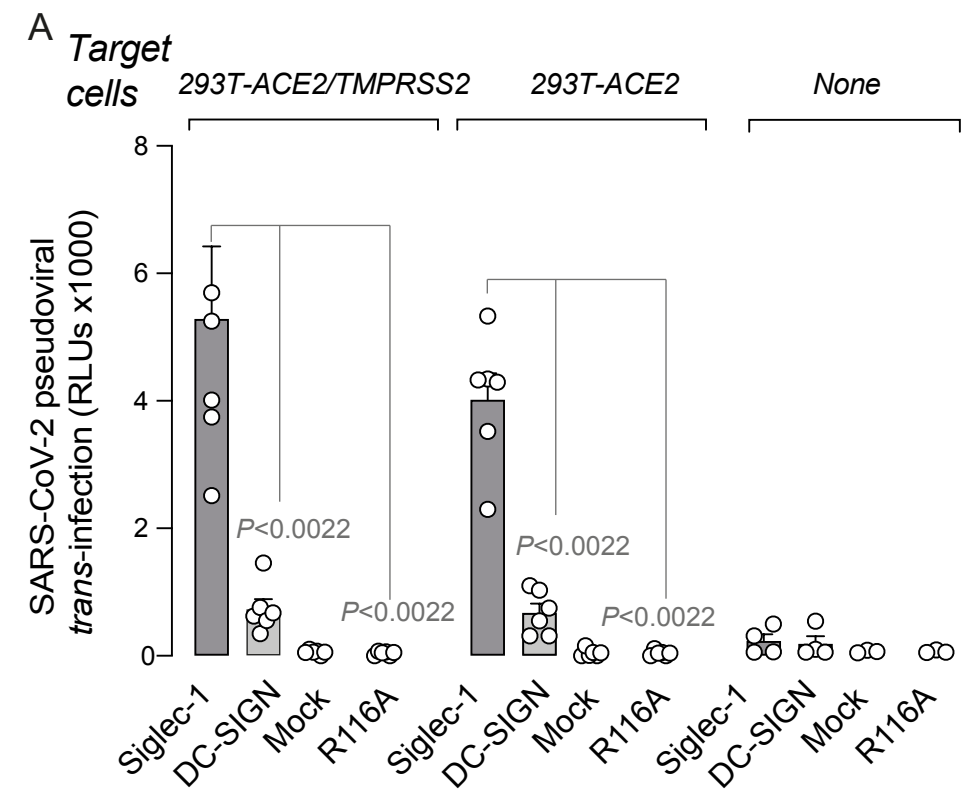 A
Target
cells
293T-ACE2/TMPRSS2
293T-ACE2
None
SARS-CoV-2 pseudoviral
trans-infection (RLUs x1000)
8
6
4
2
0
P<0.0022
P<0.0022
P<0.0022
P<0.0022
Siglec-1
DC-SIGN
Mock
R116A
Siglec-1
DC-SIGN
Mock
R116A
Siglec-1
DC-SIGN
Mock
R116A